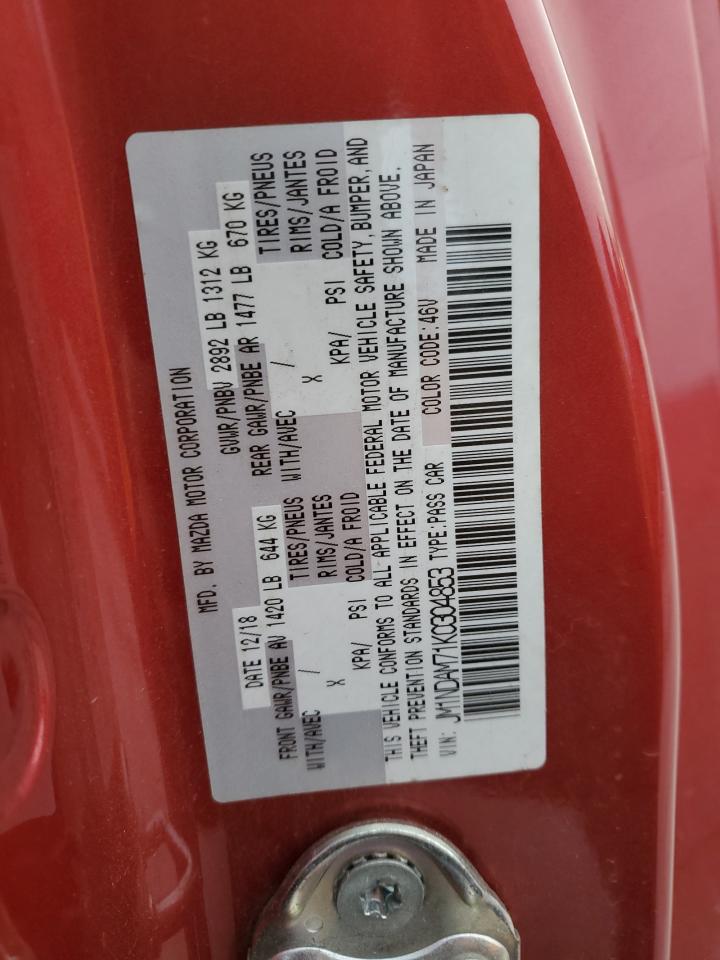 MFD. BY MAZDA MOTOR CORPORATION
DATE 12/18 GVWR/PNBV 2892 LB 1312 KG
FRONT GAWR/PNBE AV 1420 LB 644 KG REAR GAWR/PNBE AR 1477 LB 670 KG
WITH/AVEC / TIRES/PNEUS WITH/AVEC / TIRES/PNEUS
X RIMS/JANTES X RIMS/JANTES
KPA/ PSI COLD/A FROID KPA/ PSI COLD/A FROID
THIS VEHICLE CONFORMS TO ALL APPLICABLE FEDERAL MOTOR VEHICLE SAFETY, BUMPER, AND
THEFT PREVENTION STANDARDS IN EFFECT ON THE DATE OF MANUFACTURE SHOWN ABOVE.
VIN: JM1NDAM71K0304853 TYPE:PASS CAR COLOR CODE:46V MADE IN JAPAN